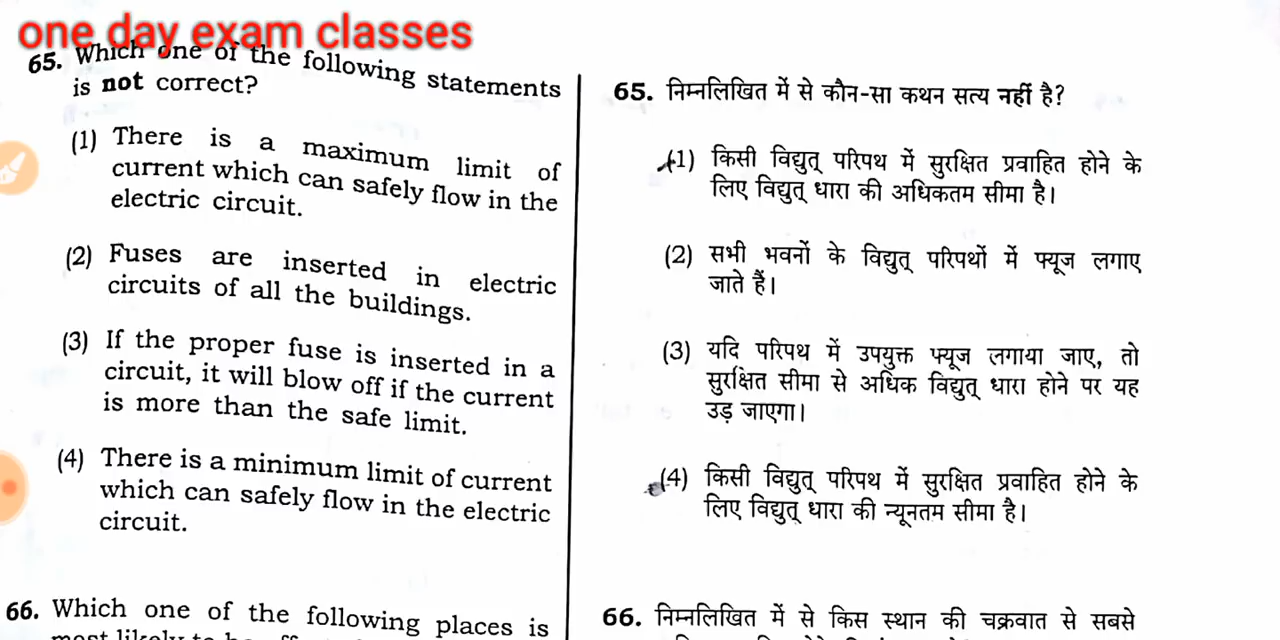 one day exam classes
65. Which one of the following statements
is not correct?
(1) There is a maximum limit of
current which can safely flow in the
electric circuit.
(2) Fuses are inserted in electric
circuits of all the buildings.
(3) If the proper fuse is inserted in a
circuit, it will blow off if the current
is more than the safe limit.
(4) There is a minimum limit of current
which can safely flow in the electric
circuit.
66. Which one of the following places is
65. निम्नलिखित में से कौन-सा कथन सत्य नहीं है?
(1) किसी विद्युत् परिपथ में सुरक्षित प्रवाहित होने के
लिए विद्युत् धारा की अधिकतम सीमा है।
(2) सभी भवनों के विद्युत् परिपथों में फ्यूज लगाए
जाते हैं।
(3) यदि परिपथ में उपयुक्त फ्यूज लगाया जाए, तो
सुरक्षित सीमा से अधिक विद्युत् धारा होने पर यह
उड़ जाएगा।
(4) किसी विद्युत् परिपथ में सुरक्षित प्रवाहित होने के
लिए विद्युत् धारा की न्यूनतम सीमा है।
66. निम्नलिखित में से किस स्थान की चक्रवात से सबसे